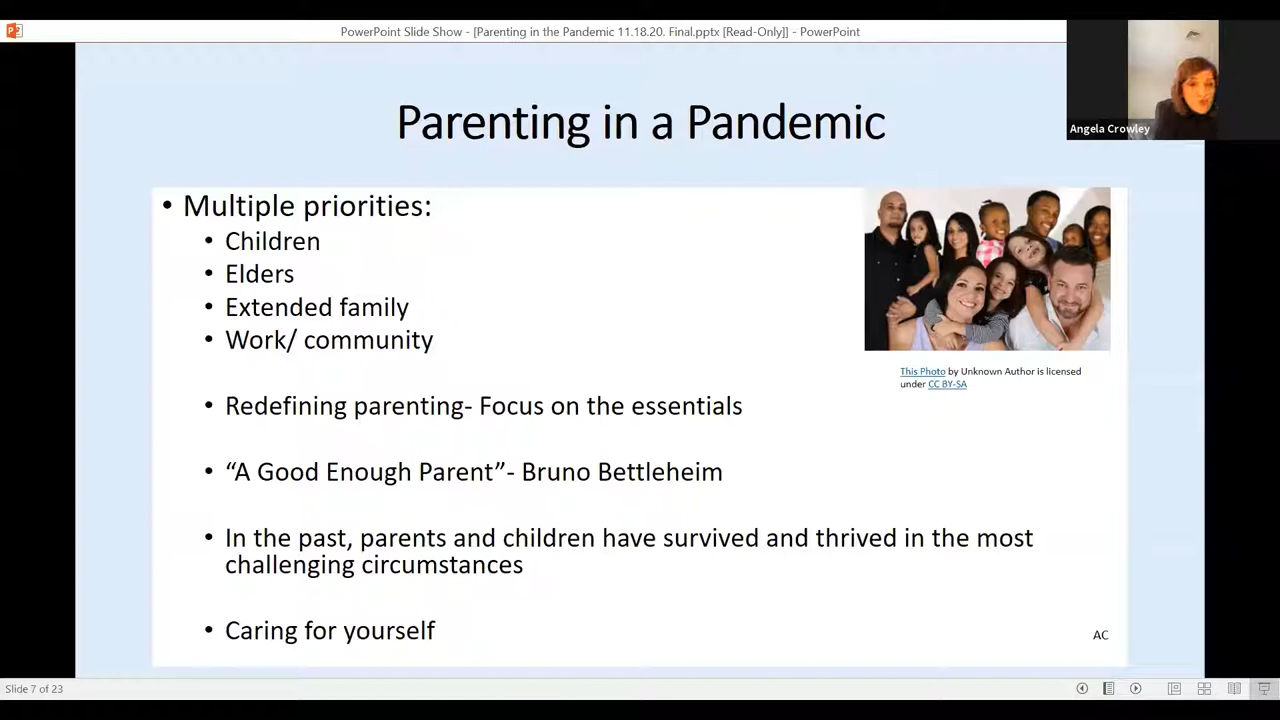 PowerPoint Slide Show - [Parenting in the Pandemic 11.18.20. Final.pptx [Read-Only]] - PowerPoint
Angela Crowley
Parenting in a Pandemic
• Multiple priorities:
• Children
• Elders
• Extended family
• Work/ community
This Photo by Unknown Author is licensed
under CC BY-SA
• Redefining parenting- Focus on the essentials
• “A Good Enough Parent”- Bruno Bettleheim
• In the past, parents and children have survived and thrived in the most
challenging circumstances
• Caring for yourself
AC
Slide 7 of 23